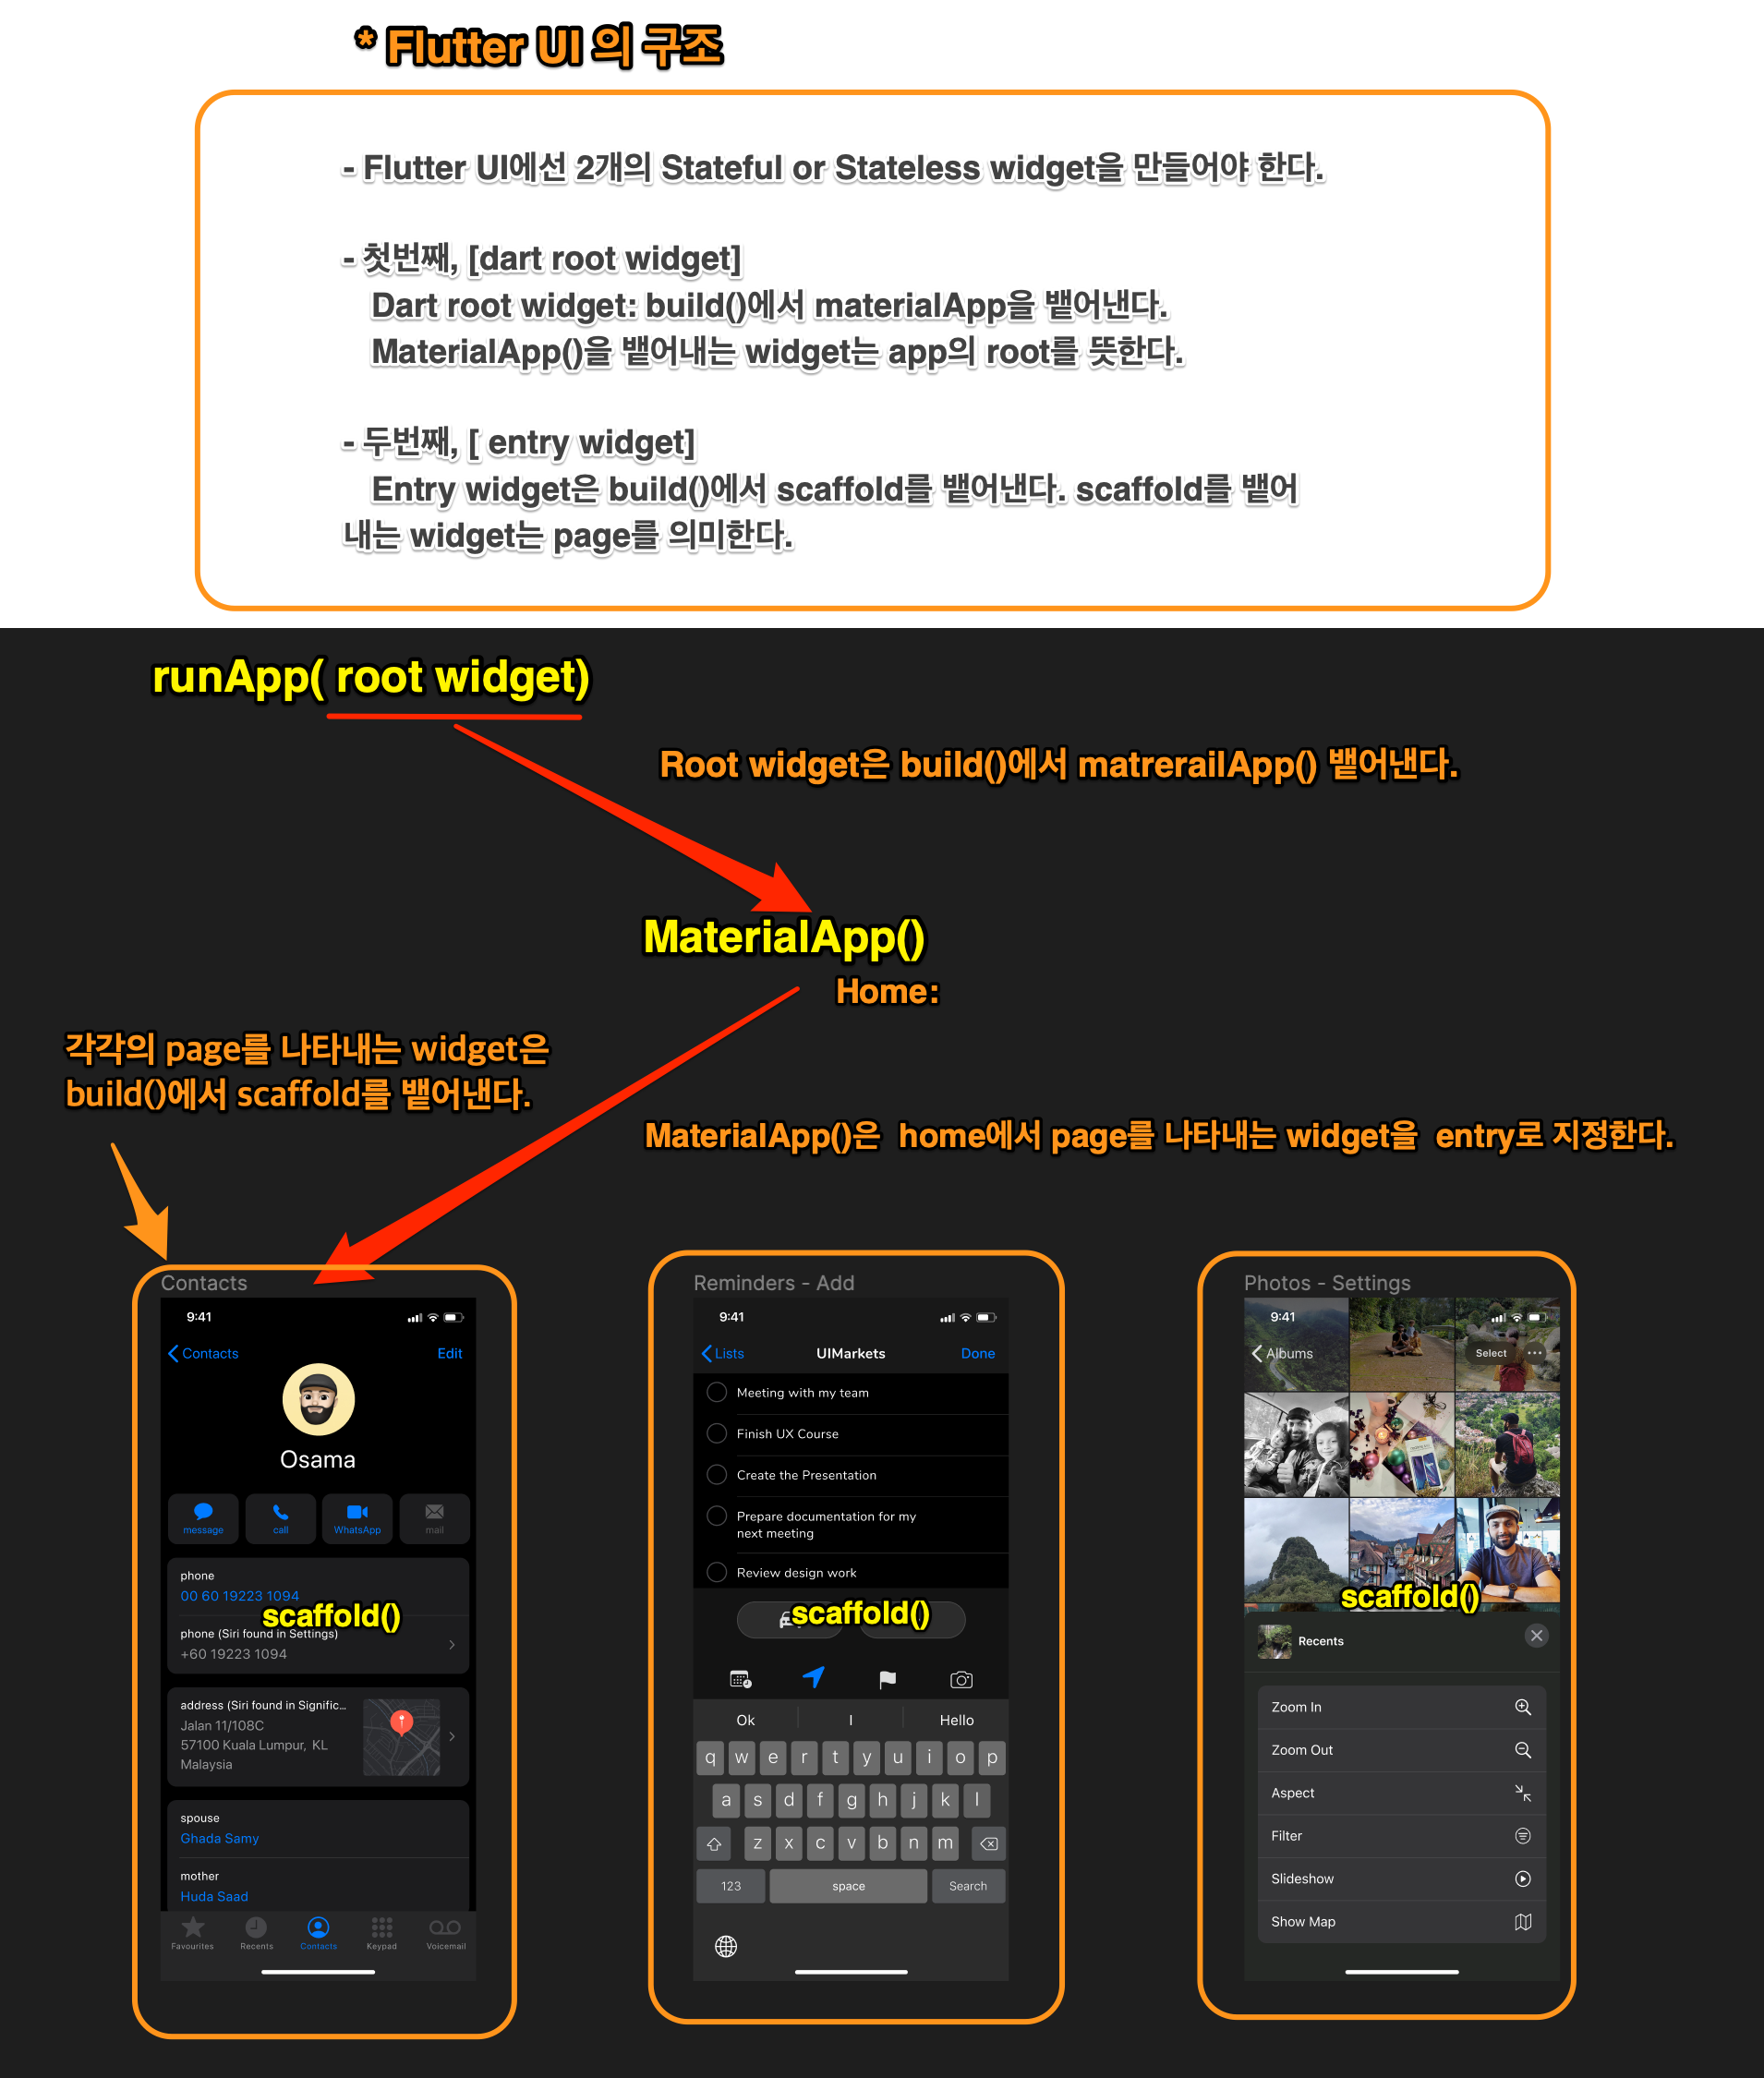 * Flutter UI 의 구조
- Flutter UI에선 2개의 Stateful or Stateless widget을 만들어야 한다.
- 첫번째, [dart root widget]
Dart root widget: build()에서 materialApp을 뱉어낸다.
MaterialApp()을 뱉어내는 widget는 app의 root를 뜻한다.
- 두번째, [ entry widget]
Entry widget은 build()에서 scaffold를 뱉어낸다. scaffold를 뱉어
내는 widget는 page를 의미한다.
runApp( root widget)
Root widget은 build()에서 matrerailApp() 뱉어낸다.
MaterialApp()
Home:
각각의 page를 나타내는 widget은
build()에서 scaffold를 뱉어낸다.
MaterialApp()은 home에서 page를 나타내는 widget을 entry로 지정한다.
Contacts
9:41
Contacts
Edit
Osama
message
call
WhatsApp
mail
phone
00 60 19223 1094
scaffold()
phone (Siri found in Settings)
+60 19223 1094
address (Siri found in Signific...
Jalan 11/108C
57100 Kuala Lumpur, KL
Malaysia
spouse
Ghada Samy
mother
Huda Saad
Favourites
Recents
Contacts
Keypad
Voicemail
Reminders - Add
9:41
Lists
UIMarkets
Done
Meeting with my team
Finish UX Course
Create the Presentation
Prepare documentation for my
next meeting
Review design work
scaffold()
Ok
I
Hello
q w e r t y u i o p
a s d f g h j k l
z x c v b n m
123
space
Search
Photos - Settings
9:41
Albums
Select
scaffold()
Recents
Zoom In
Zoom Out
Aspect
Filter
Slideshow
Show Map